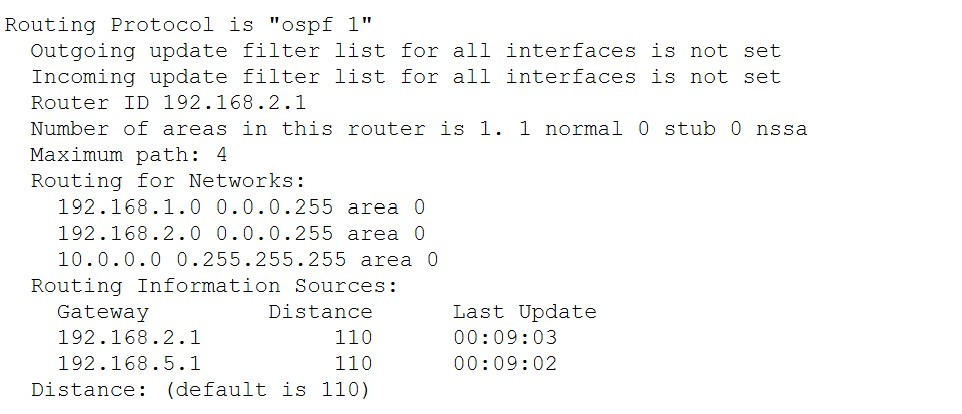 Routing Protocol is "ospf 1"
  Outgoing update filter list for all interfaces is not set
  Incoming update filter list for all interfaces is not set
  Router ID 192.168.2.1
  Number of areas in this router is 1. 1 normal 0 stub 0 nssa
  Maximum path: 4
  Routing for Networks:
    192.168.1.0 0.0.0.255 area 0
    192.168.2.0 0.0.0.255 area 0
    10.0.0.0 0.255.255.255 area 0
  Routing Information Sources:
    Gateway         Distance      Last Update
    192.168.2.1          110      00:09:03
    192.168.5.1          110      00:09:02
  Distance: (default is 110)